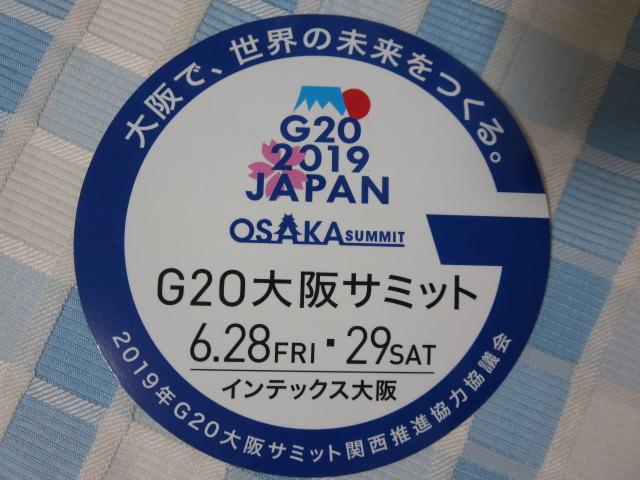 大阪で、世界の未来をつくる。
G20
2019
JAPAN
OSAKA SUMMIT
G20大阪サミット
6.28FRI・29SAT
インテックス大阪
2019年G20大阪サミット関西推進協力協議会